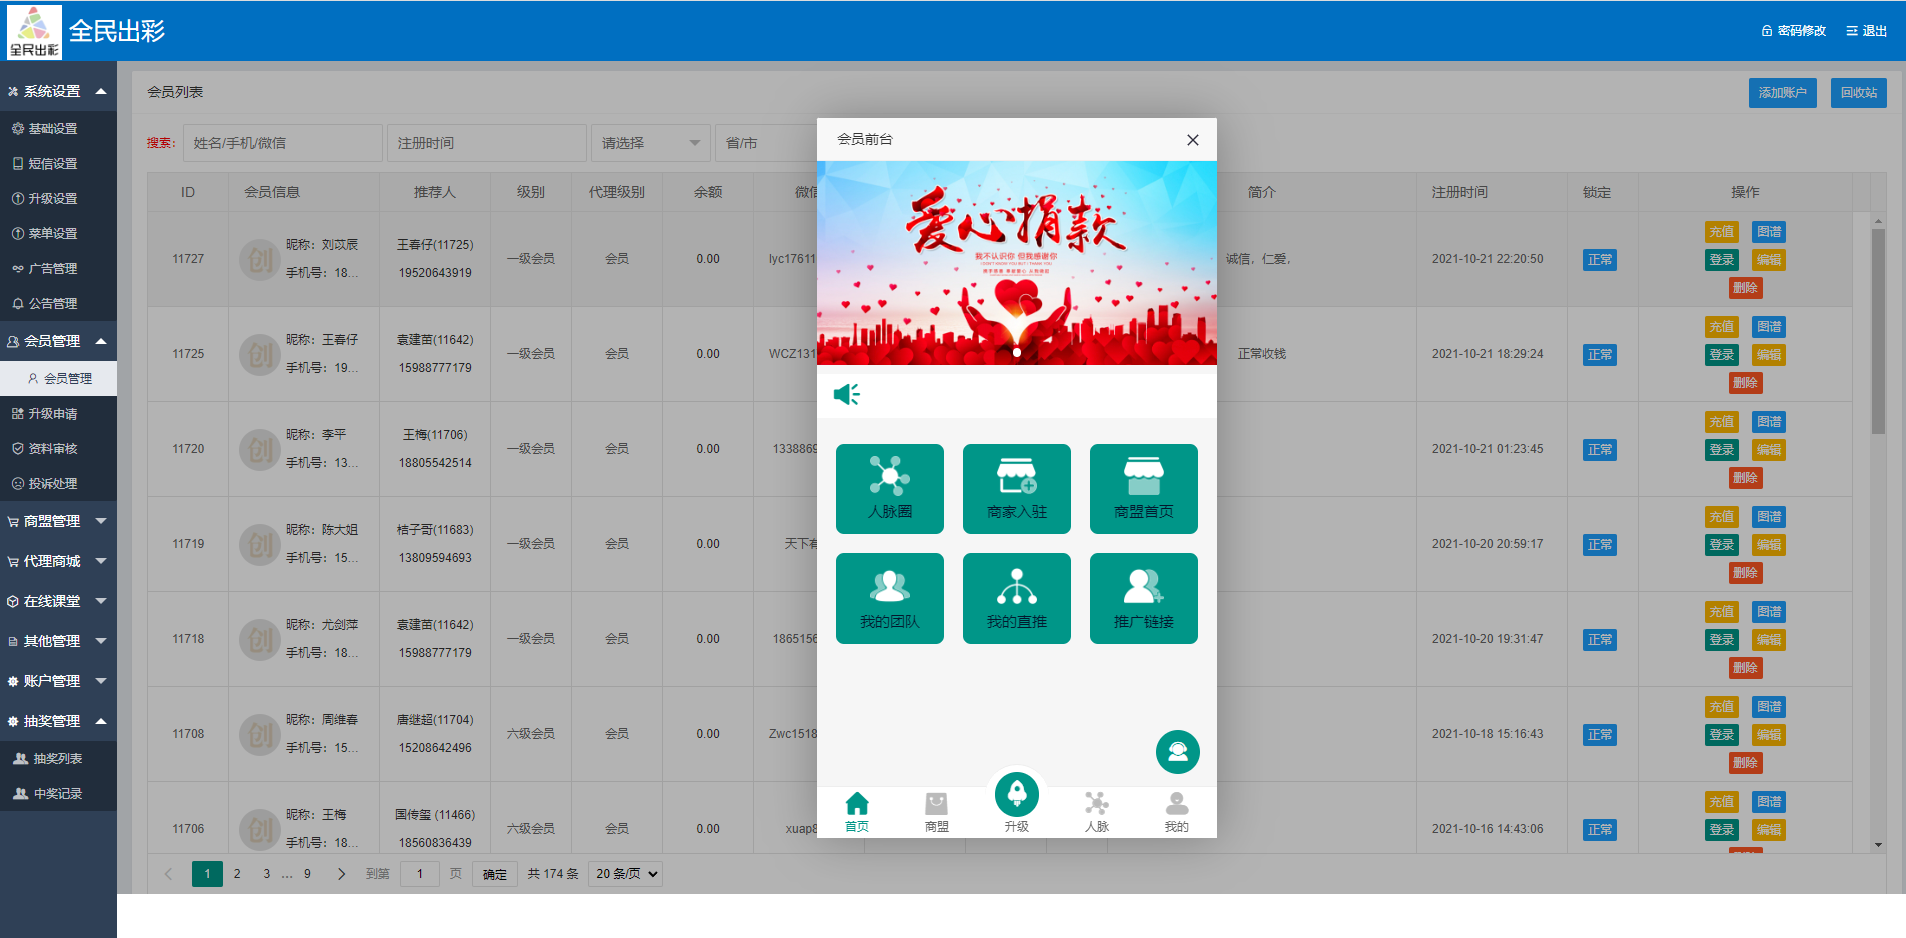 全民出彩
全民出彩
密码修改
退出
系统设置
基础设置
短信设置
升级设置
菜单设置
广告管理
公告管理
会员管理
会员管理
升级申请
资料审核
投诉处理
商盟管理
代理商城
在线课堂
其他管理
账户管理
抽奖管理
抽奖列表
中奖记录
会员列表
添加账户
回收站
搜索:
姓名/手机/微信
注册时间
请选择
省/市
ID 会员信息 推荐人 级别 代理级别 余额 微信 简介 注册时间 锁定 操作
11727 创 昵称：刘苡辰 手机号：18... 王春仔(11725) 19520643919 一级会员 会员 0.00 lyc17611 诚信，仁爱， 2021-10-21 22:20:50 正常 充值 图谱 登录 编辑 删除
11725 创 昵称：王春仔 手机号：19... 袁建苗(11642) 15988777179 一级会员 会员 0.00 WCZ131 正常收钱 2021-10-21 18:29:24 正常 充值 图谱 登录 编辑 删除
11720 创 昵称：李平 手机号：13... 王梅(11706) 18805542514 一级会员 会员 0.00 1338869 2021-10-21 01:23:45 正常 充值 图谱 登录 编辑 删除
11719 创 昵称：陈大姐 手机号：15... 桔子哥(11683) 13809594693 一级会员 会员 0.00 天下有 2021-10-20 20:59:17 正常 充值 图谱 登录 编辑 删除
11718 创 昵称：尤剑萍 手机号：18... 袁建苗(11642) 15988777179 一级会员 会员 0.00 1865156 2021-10-20 19:31:47 正常 充值 图谱 登录 编辑 删除
11708 创 昵称：周维春 手机号：15... 唐继超(11704) 15208642496 六级会员 会员 0.00 Zwc1518 2021-10-18 15:16:43 正常 充值 图谱 登录 编辑 删除
11706 创 昵称：王梅 手机号：18... 国传玺 (11466) 18560836439 六级会员 会员 0.00 xuap8 2021-10-16 14:43:06 正常 充值 图谱 登录 编辑
1 2 3 ... 9 到第 1 页 确定 共 174 条 20 条/页
会员前台
爱心捐款
我不认识你 但我感谢你
人脉圈
商家入驻
商盟首页
我的团队
我的直推
推广链接
首页
商盟
升级
人脉
我的